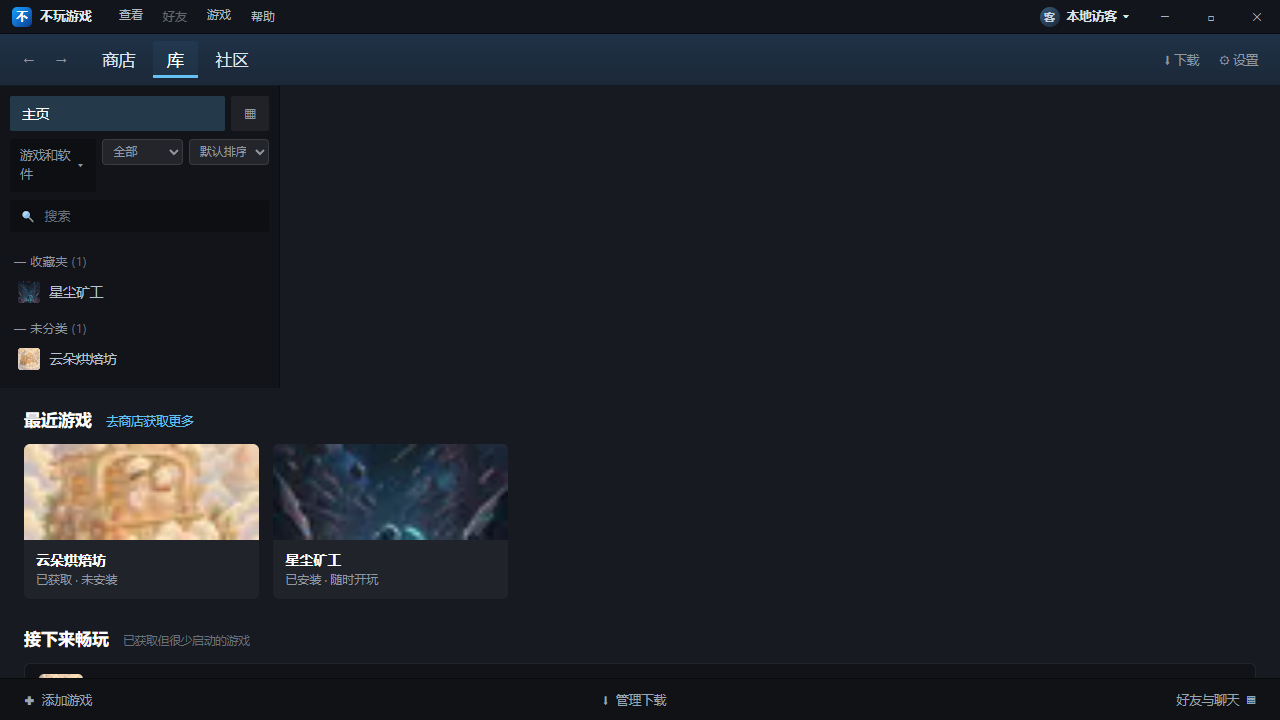 不 不玩游戏 查看 好友 游戏 帮助 客 本地访客
← → 商店 库 社区 ⬇下载 ⚙设置
主页
游戏和软件 全部 默认排序
搜索
— 收藏夹 (1)
星尘矿工
— 未分类 (1)
云朵烘焙坊
最近游戏 去商店获取更多
云朵烘焙坊
已获取 · 未安装
星尘矿工
已安装 · 随时开玩
接下来畅玩 已获取但很少启动的游戏
✚ 添加游戏 ⬇ 管理下载 好友与聊天